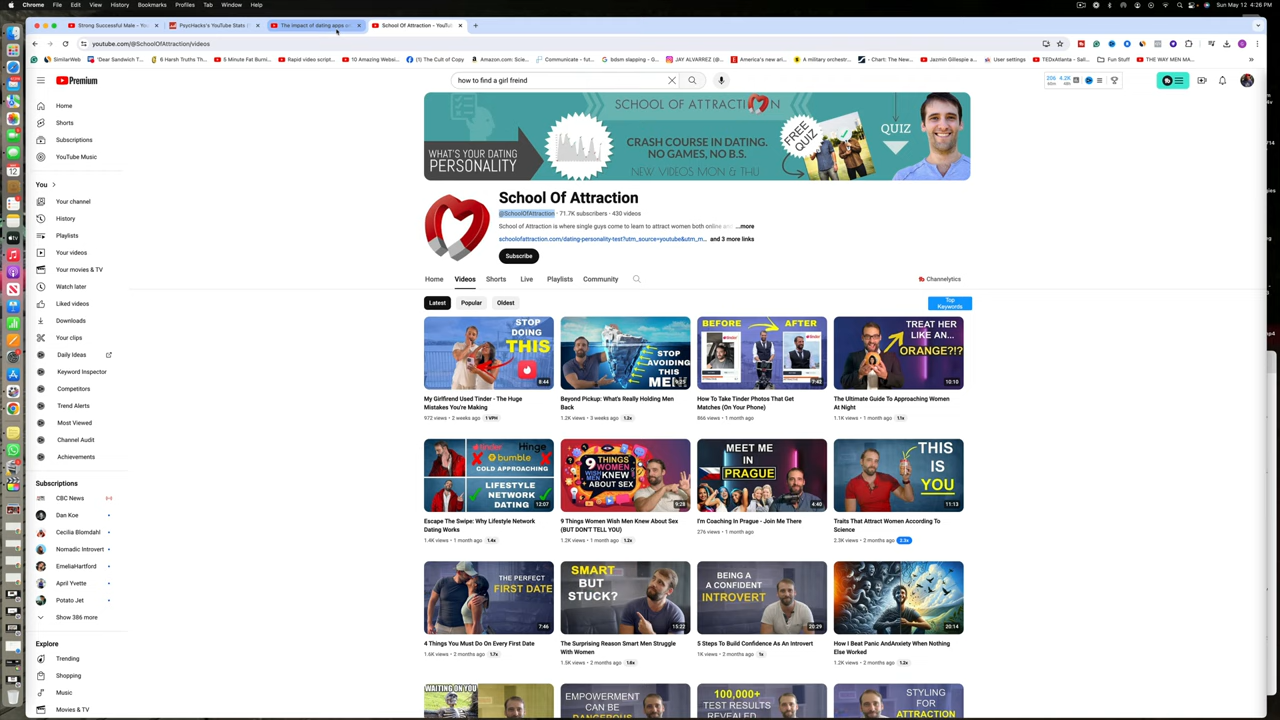 Chrome File Edit View History Bookmarks Profiles Tab Window Help
Sun May 12 4:26 PM
Strong Successful Male - You
PsycHacks's YouTube Stats
The impact of dating apps o
School Of Attraction - YouTu
youtube.com/@SchoolOfAttraction/videos
SimilarWeb
"Dear Sandwich T...
6 Harsh Truths Th...
5 Minute Fat Burni...
Rapid video script...
10 Amazing Webei...
(1) The Cult of Copy
Amazon.com: Scie...
Communicate - fut...
bdsm slapping - G...
JAY ALVARREZ (@...
America's new ari...
A military orchestr...
- Chart: The New...
Jazmin Gillespie a...
User settings
TEDxAtlanta - Sall...
Fun Stuff
THE WAY MEN MA...
Premium
how to find a girl freind
206 4.2K
Home
Shorts
Subscriptions
YouTube Music
You
Your channel
History
Playlists
Your videos
Your movies & TV
Watch later
Liked videos
Downloads
Your clips
Daily Ideas
Keyword Inspector
Competitors
Trend Alerts
Most Viewed
Channel Audit
Achievements
Subscriptions
CBC News
Dan Koe
Cecilia Blomdahl
Nomadic Introvert
EmeliaHartford
April Yvette
Potato Jet
Show 386 more
Explore
Trending
Shopping
Music
Movies & TV
SCHOOL OF ATTRACTION
WHAT'S YOUR DATING
PERSONALITY
CRASH COURSE IN DATING.
NO GAMES, NO B.S.
NEW VIDEOS MON & THU
FREE
QUIZ
QUIZ
School Of Attraction
@SchoolOfAttraction · 71.7K subscribers · 430 videos
School of Attraction is where single guys come to learn to attract women both online and ...more
schoolofattraction.com/dating-personality-test?utm_source=youtube&utm_m... and 3 more links
Subscribe
Home Videos Shorts Live Playlists Community
Channelytics
Latest Popular Oldest
Top
Keywords
STOP
DOING
THIS
8:44
STOP
AVOIDING
THIS
ME!
9:25
BEFORE AFTER
7:42
TREAT HER
LIKE AN...
ORANGE?!?
10:10
My Girlfirend Used Tinder - The Huge
Mistakes You're Making
972 views • 2 weeks ago 1 VPH
Beyond Pickup: What's Really Holding Men
Back
1.2K views • 3 weeks ago 1.2x
How To Take Tinder Photos That Get
Matches (On Your Phone)
866 views • 1 month ago
The Ultimate Guide To Approaching Women
At Night
1.1K views • 1 month ago 1.1x
tinder Hinge
bumble
COLD APPROACHING
LIFESTYLE
NETWORK
DATING
12:07
9 THINGS
WOMEN
WISH MEN
KNEW
ABOUT SEX
9:28
MEET ME
IN
PRAGUE
4:40
THIS
IS
YOU
11:13
Escape The Swipe: Why Lifestyle Network
Dating Works
1.4K views • 1 month ago 1.4x
9 Things Women Wish Men Knew About Sex
(BUT DON'T TELL YOU)
1.2K views • 1 month ago 1.2x
I'm Coaching In Prague - Join Me There
276 views • 1 month ago
Traits That Attract Women According To
Science
2.3K views • 2 months ago 2.3x
THE PERFECT
FIRST DATE
7:46
SMART
BUT
STUCK?
15:22
BEING A
A CONFIDENT
INTROVERT
20:29
20:14
4 Things You Must Do On Every First Date
1.6K views • 2 months ago 1.7x
The Surprising Reason Smart Men Struggle
With Women
1.5K views • 2 months ago 1.6x
5 Steps To Build Confidence As An Introvert
1K views • 2 months ago 1x
How I Beat Panic AndAnxiety When Nothing
Else Worked
1.2K views • 2 months ago 1.2x
WAITING ON YOU
EMPOWERMENT
CAN BE
DANGEROUS
100,000+
TEST
RESULTS
REVEALED
STYLING
FOR
ATTRACTION